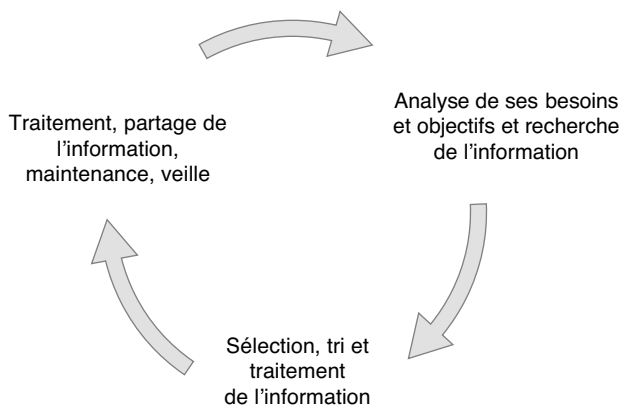 Analyse de ses besoins
et objectifs et recherche
de l'information
Sélection, tri et
traitement
de l'information
Traitement, partage de
l'information,
maintenance, veille